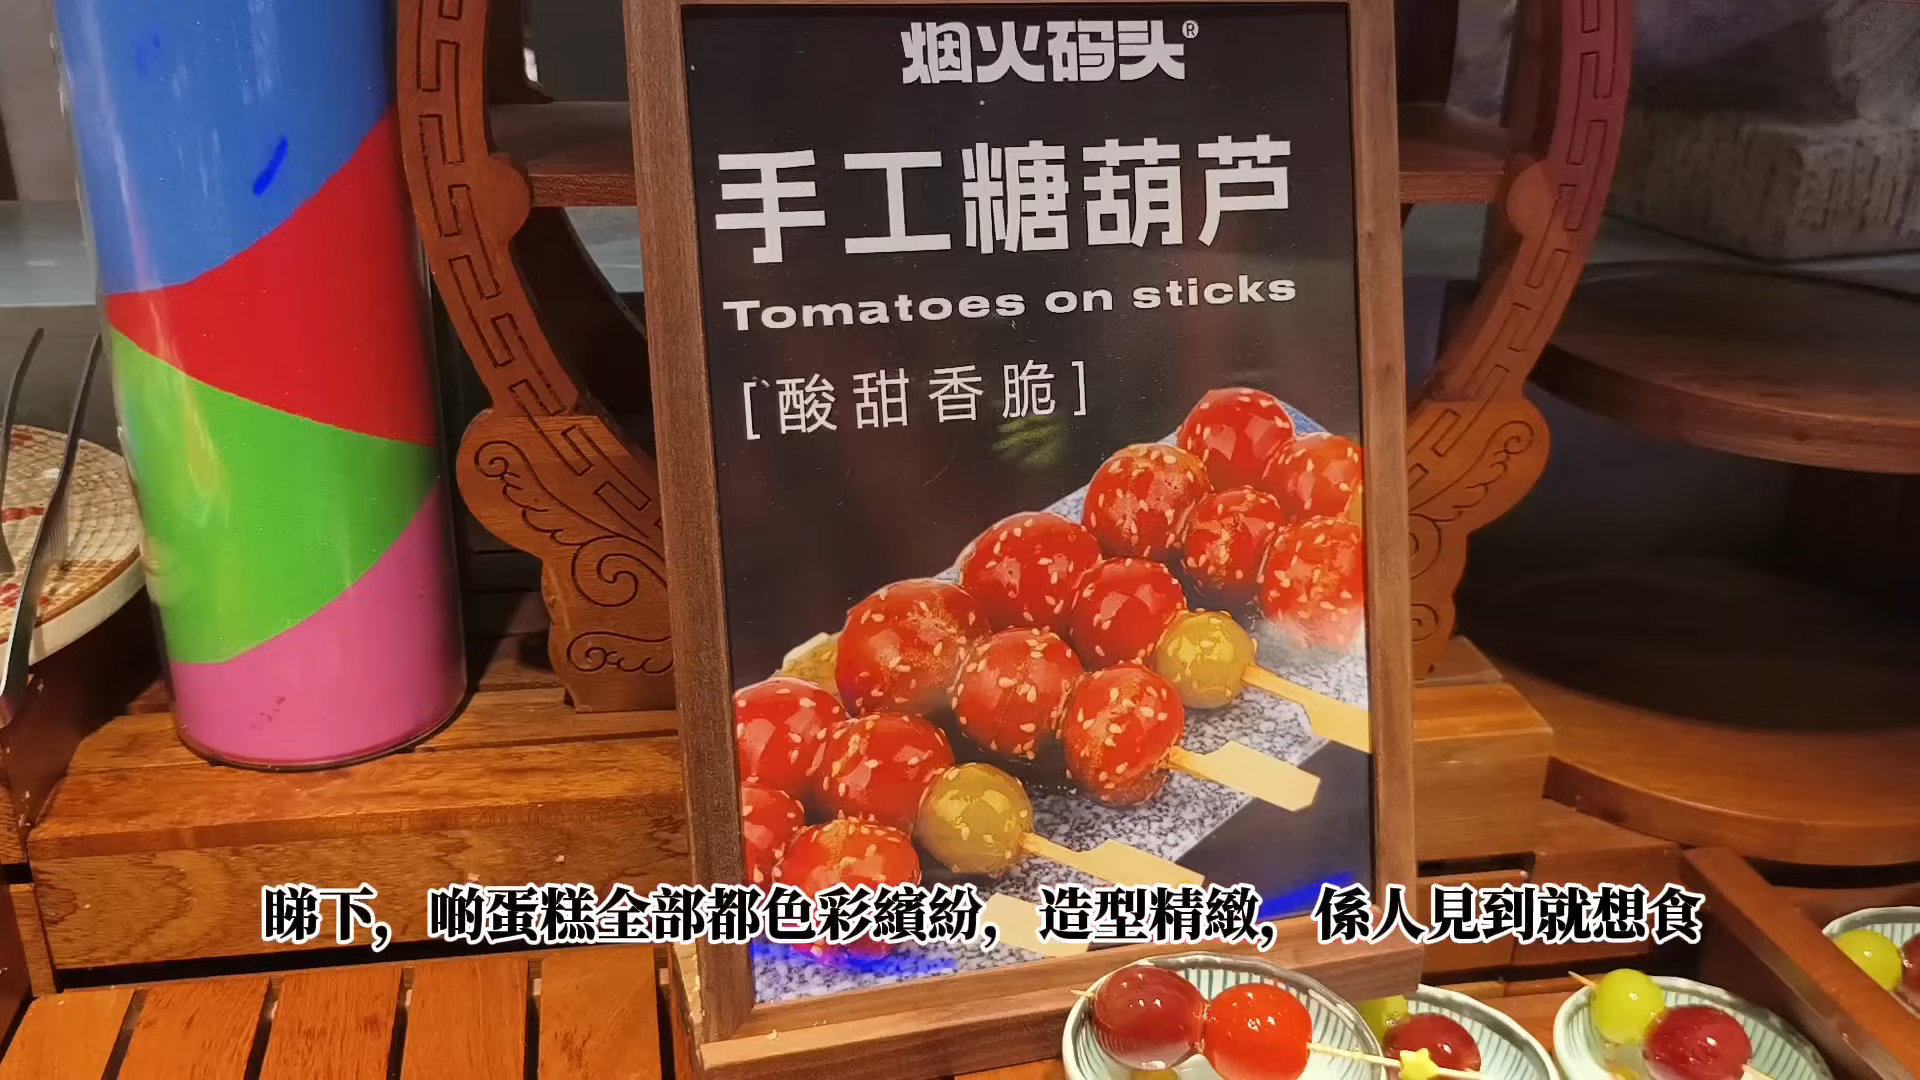 烟火码头®
手工糖葫芦
Tomatoes on sticks
[酸甜香脆]
睇下，啲蛋糕全部都色彩繽紛，造型精緻，係人見到就想食